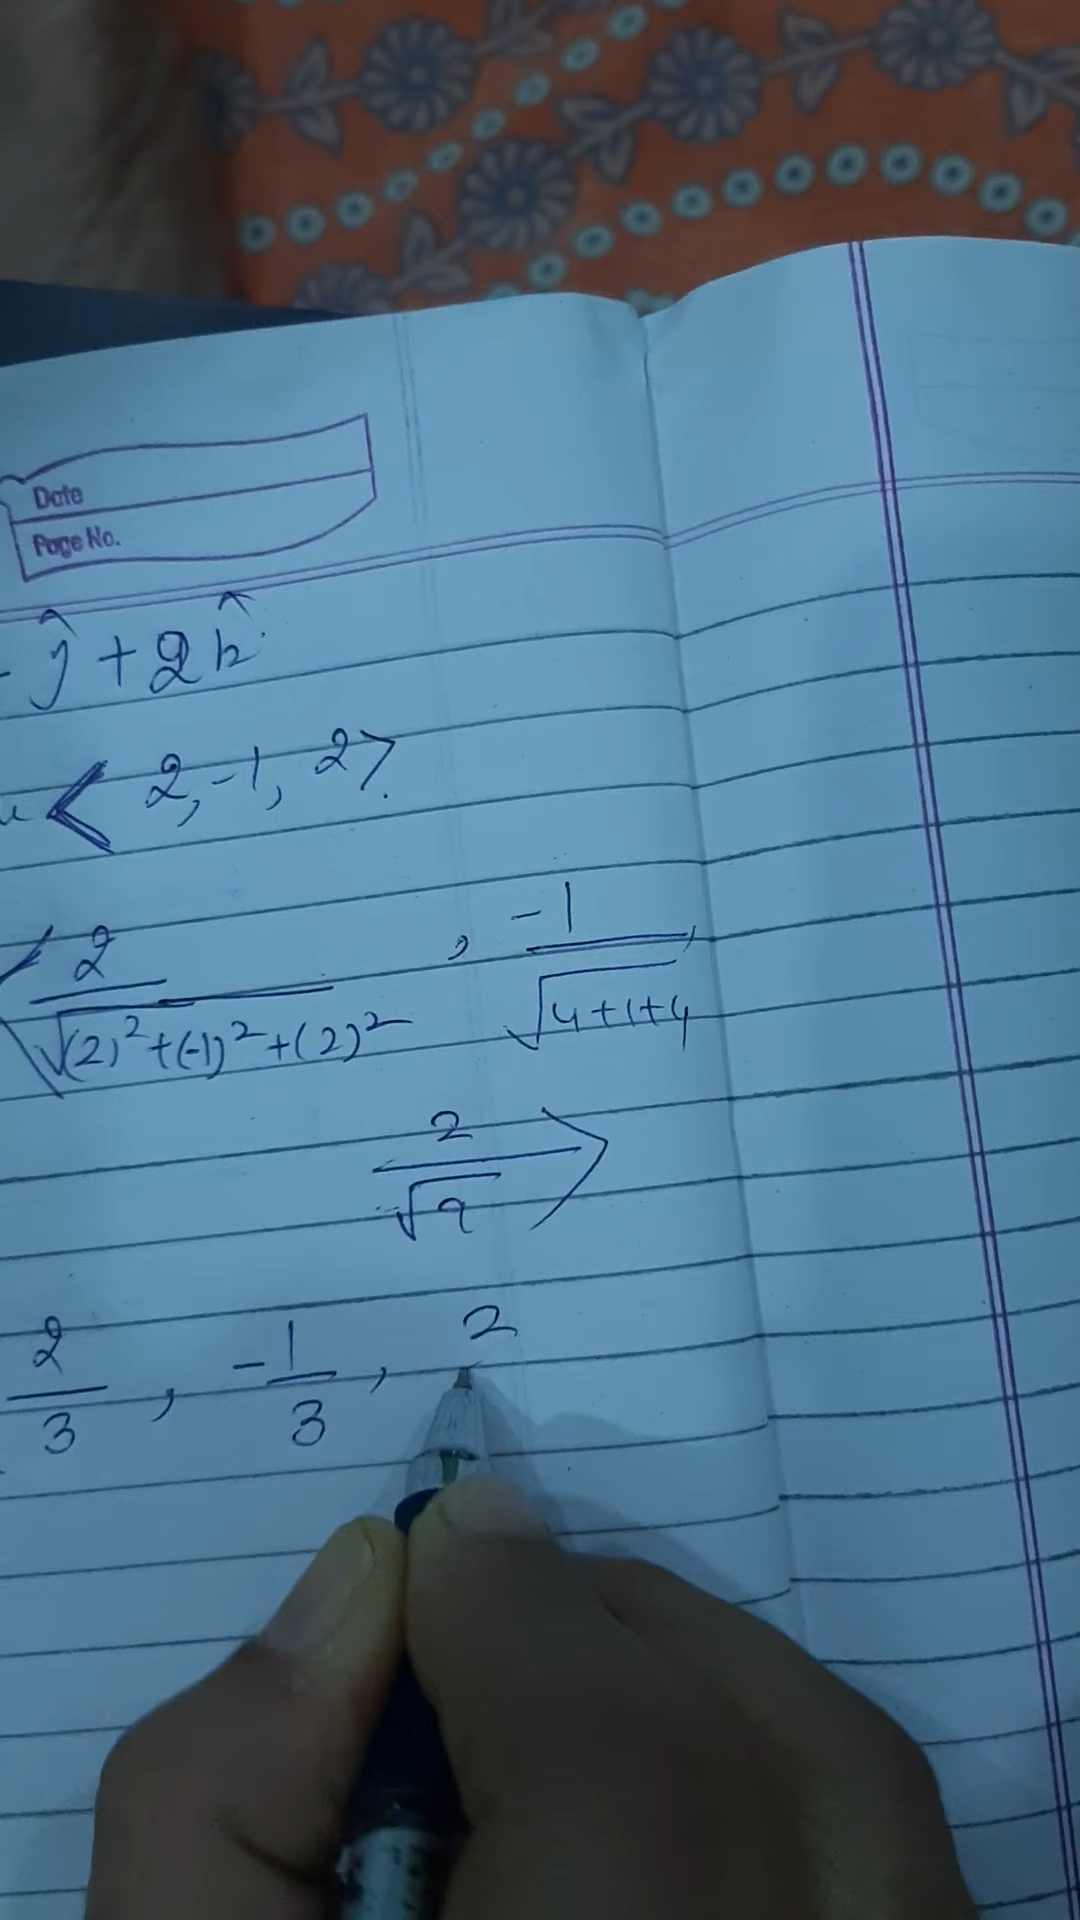 Date
Page No.
- ĵ + 2k̂
< 2, -1, 2>.
2/√(2)²+(-1)²+(2)² , -1/√4+1+4,
2/√9 >
2/3 , -1/3 , 2